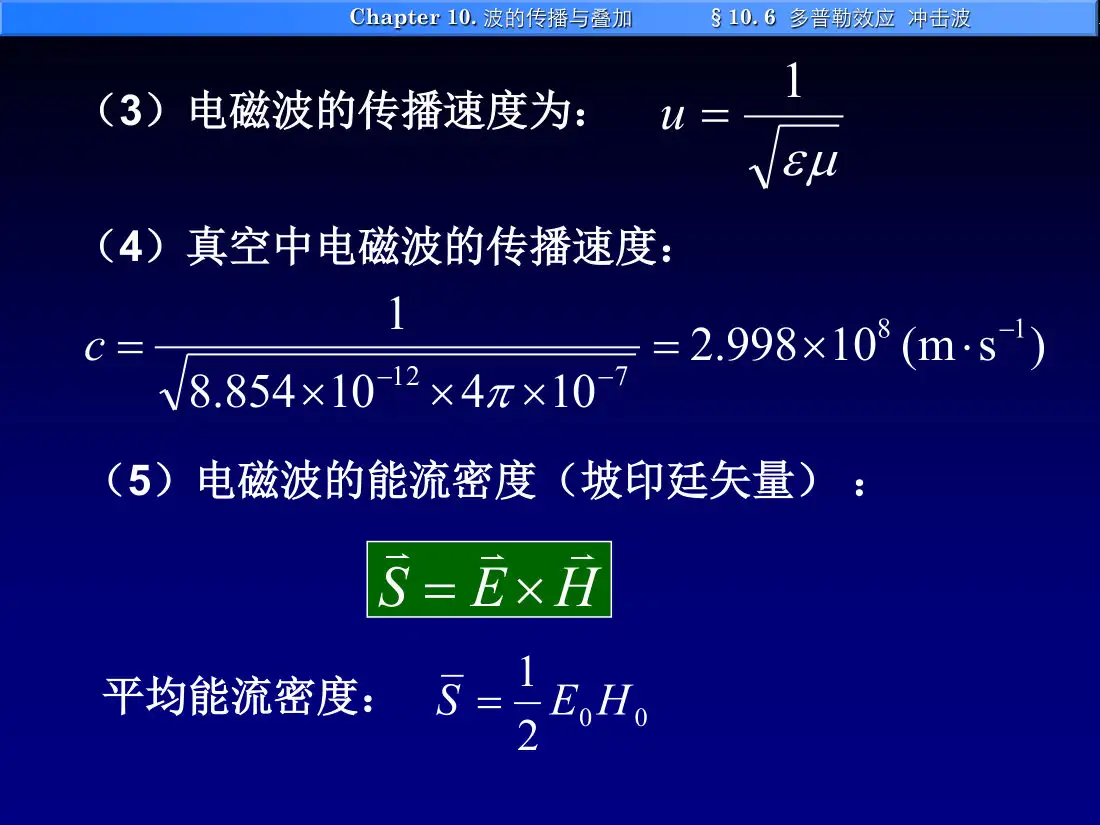 Chapter 10. 波的传播与叠加 §10. 6 多普勒效应 冲击波
（3）电磁波的传播速度为： u = 1/√(εμ)
（4）真空中电磁波的传播速度：
c = 1/√(8.854×10⁻¹²×4π×10⁻⁷) = 2.998×10⁸ (m·s⁻¹)
（5）电磁波的能流密度（坡印廷矢量）：
S⃗ = E⃗ × H⃗
平均能流密度： S̅ = 1/2 E₀H₀